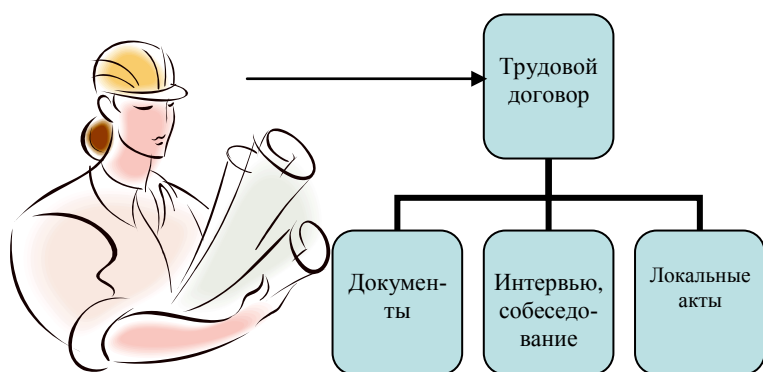 Трудовой
договор
Докумен-
ты
Интервью,
собеседо-
вание
Локальные
акты